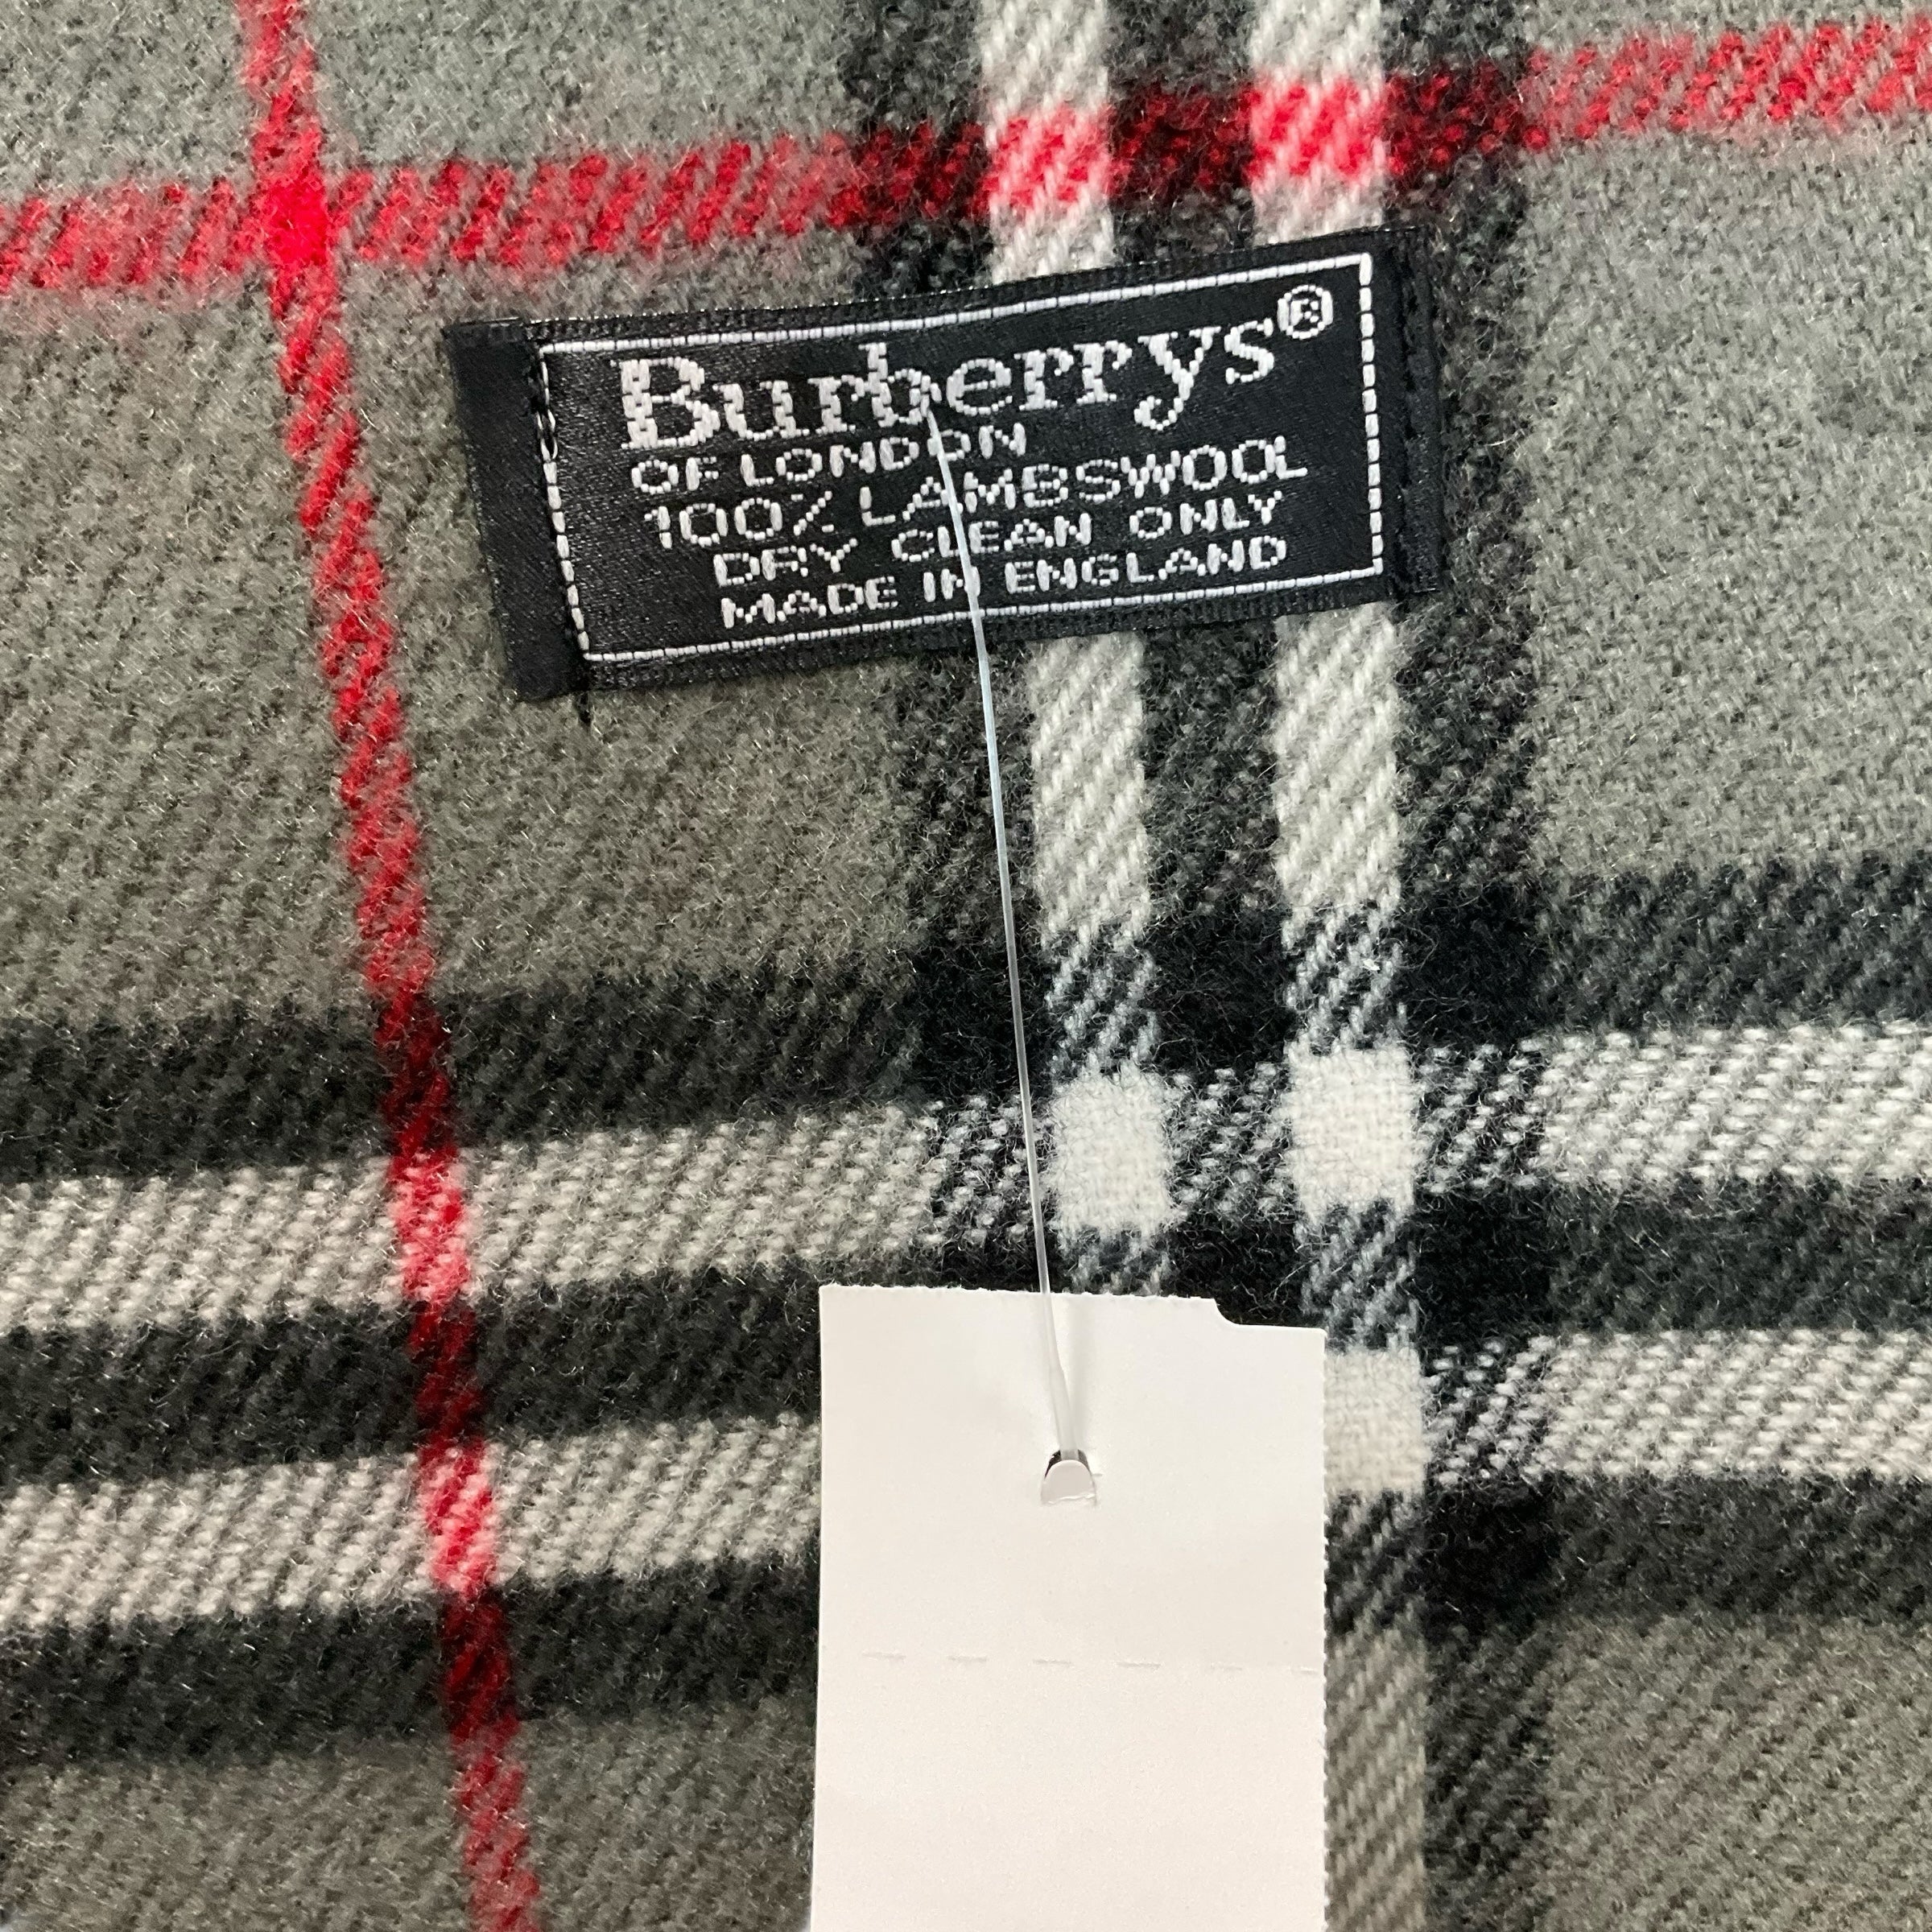 Burberrys®
OF LONDON
100% LAMBSWOOL
DRY CLEAN ONLY
MADE IN ENGLAND